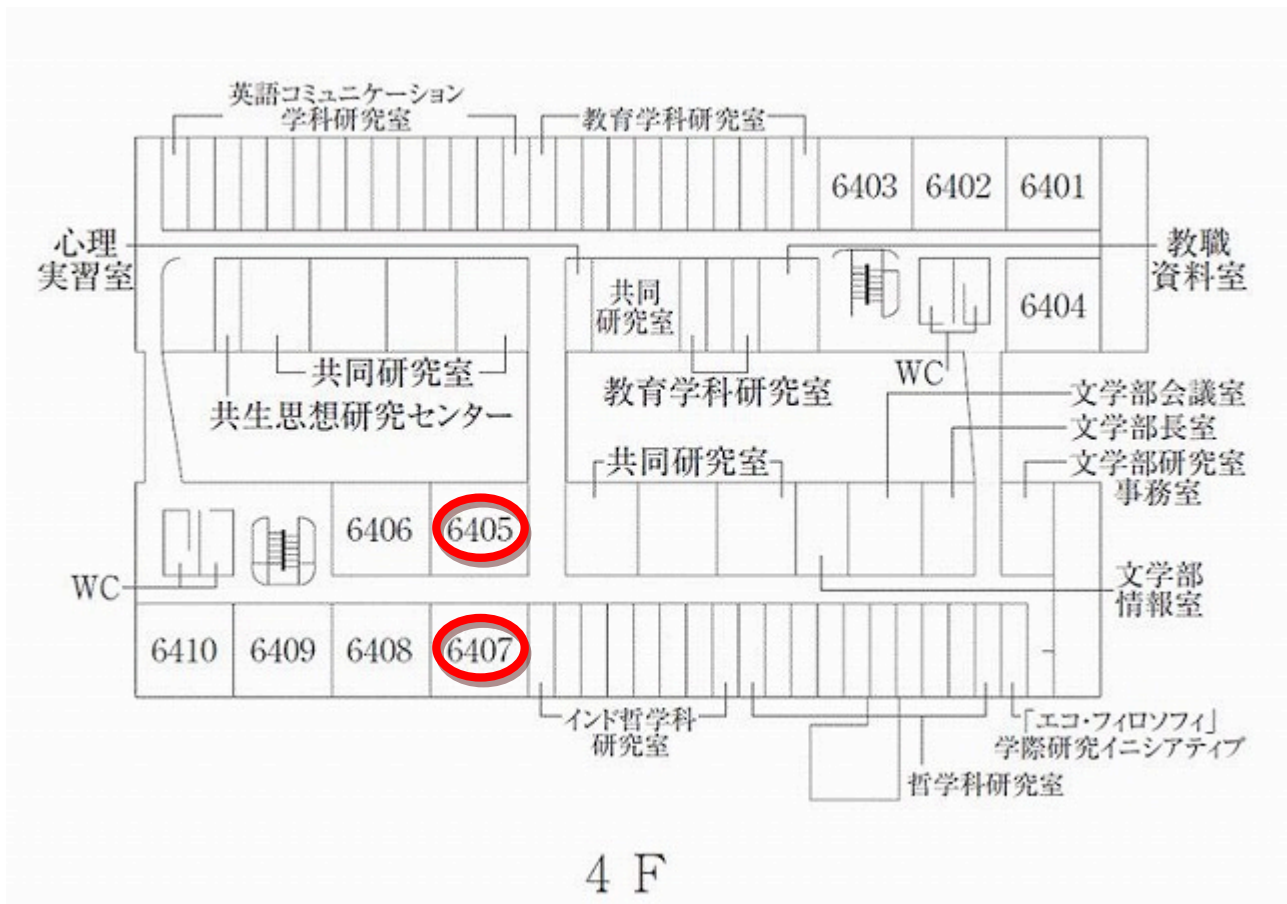 英語コミュニケーション
学科研究室
教育学科研究室
6403
6402
6401
心理
実習室
共同
研究室
教職
資料室
6404
WC
共同研究室
共生思想研究センター
教育学科研究室
文学部会議室
文学部長室
文学部研究室
事務室
共同研究室
6406
6405
WC
文学部
情報室
6410
6409
6408
6407
インド哲学科
研究室
「エコ・フィロソフィ」
学際研究イニシアティブ
哲学科研究室
4 F